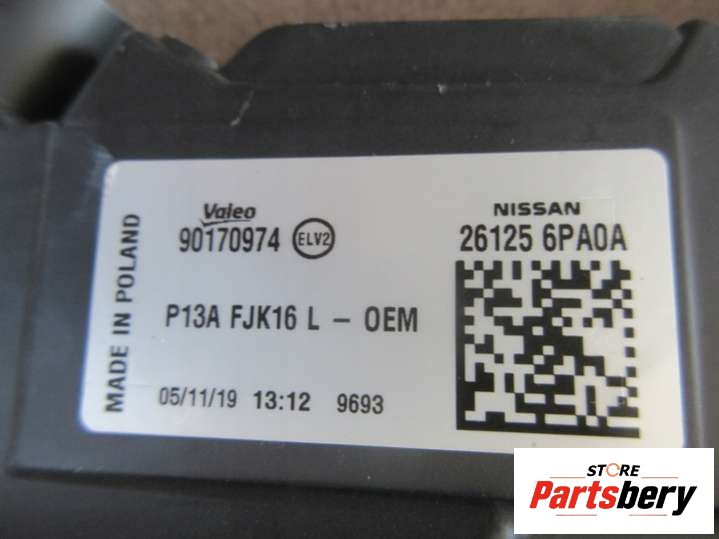 MADE IN POLAND
Valeo
90170974 ELV2
NISSAN
26125 6PA0A
P13A FJK16 L – OEM
05/11/19 13:12 9693
STORE
Partsbery